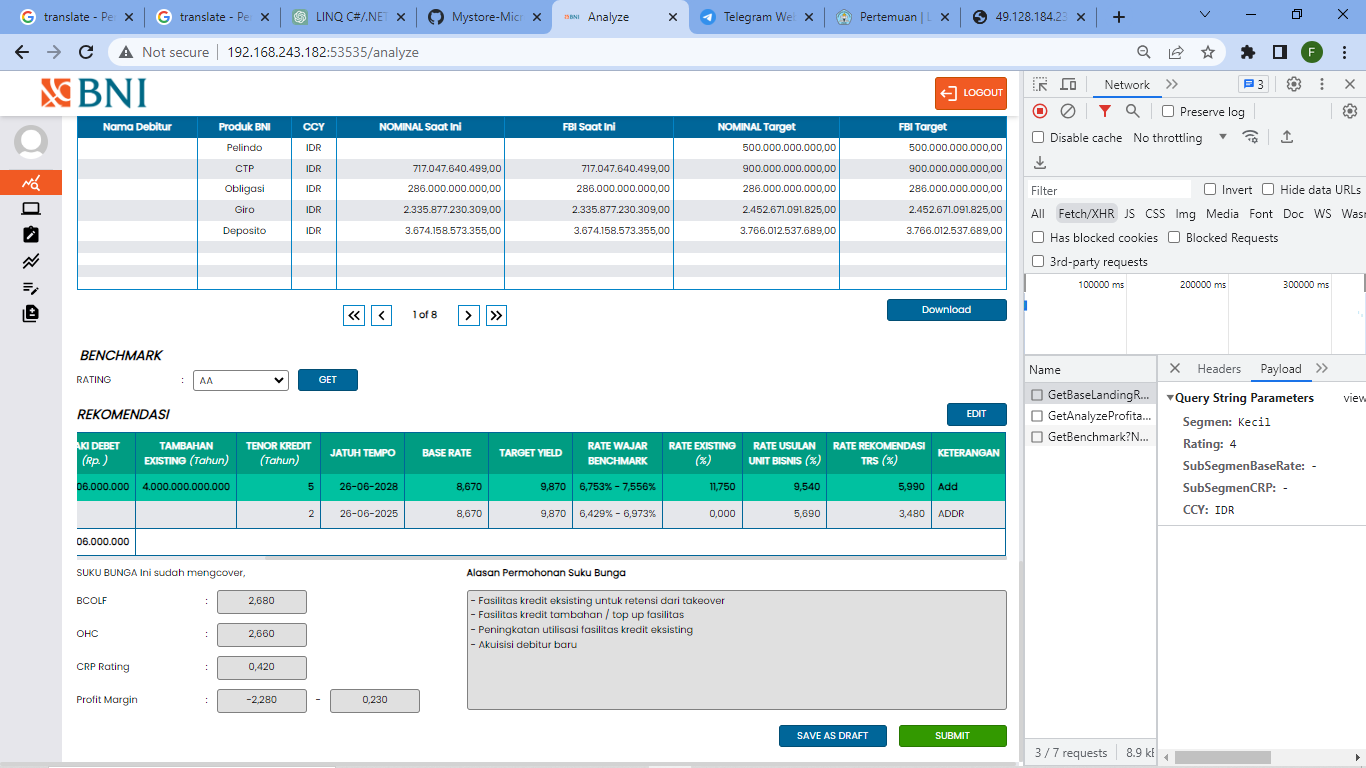 translate - Pe
translate - Pe
LINQ C#/.NET
Mystore-Micr
Analyze
Telegram We
Pertemuan | L
49.128.184.23
Not secure
192.168.243.182:53535/analyze
F
BNI
LOGOUT
Nama Debitur Produk BNI CCY NOMINAL Saat Ini FBI Saat Ini NOMINAL Target FBI Target
Pelindo IDR 500.000.000.000,00 500.000.000.000,00
CTP IDR 717.047.640.499,00 717.047.640.499,00 900.000.000.000,00 900.000.000.000,00
Obligasi IDR 286.000.000.000,00 286.000.000.000,00 286.000.000.000,00 286.000.000.000,00
Giro IDR 2.335.877.230.309,00 2.335.877.230.309,00 2.452.671.091.825,00 2.452.671.091.825,00
Deposito IDR 3.674.158.573.355,00 3.674.158.573.355,00 3.766.012.537.689,00 3.766.012.537.689,00
1 of 8
Download
BENCHMARK
RATING : AA GET
REKOMENDASI
EDIT
AKI DEBET (Rp. ) TAMBAHAN EXISTING (Tahun) TENOR KREDIT (Tahun) JATUH TEMPO BASE RATE TARGET YIELD RATE WAJAR BENCHMARK RATE EXISTING (%) RATE USULAN UNIT BISNIS (%) RATE REKOMENDASI TRS (%) KETERANGAN
06.000.000 4.000.000.000.000 5 26-06-2028 8,670 9,870 6,753% - 7,556% 11,750 9,540 5,990 Add
2 26-06-2025 8,670 9,870 6,429% - 6,973% 0,000 5,690 3,480 ADDR
06.000.000
SUKU BUNGA Ini sudah mengcover,
BCOLF : 2,680
OHC : 2,660
CRP Rating : 0,420
Profit Margin : -2,280 - 0,230
Alasan Permohonan Suku Bunga
- Fasilitas kredit eksisting untuk retensi dari takeover
- Fasilitas kredit tambahan / top up fasilitas
- Peningkatan utilisasi fasilitas kredit eksisting
- Akuisisi debitur baru
SAVE AS DRAFT
SUBMIT
Network
3
Preserve log
Disable cache No throttling
Filter
Invert Hide data URLs
All Fetch/XHR JS CSS Img Media Font Doc WS Wasm
Has blocked cookies Blocked Requests
3rd-party requests
100000 ms 200000 ms 300000 ms
Name
GetBaseLandingR...
GetAnalyzeProfita...
GetBenchmark?N...
Headers Payload
Query String Parameters view
Segmen: Kecil
Rating: 4
SubSegmenBaseRate: -
SubSegmenCRP: -
CCY: IDR
3 / 7 requests 8.9 kE